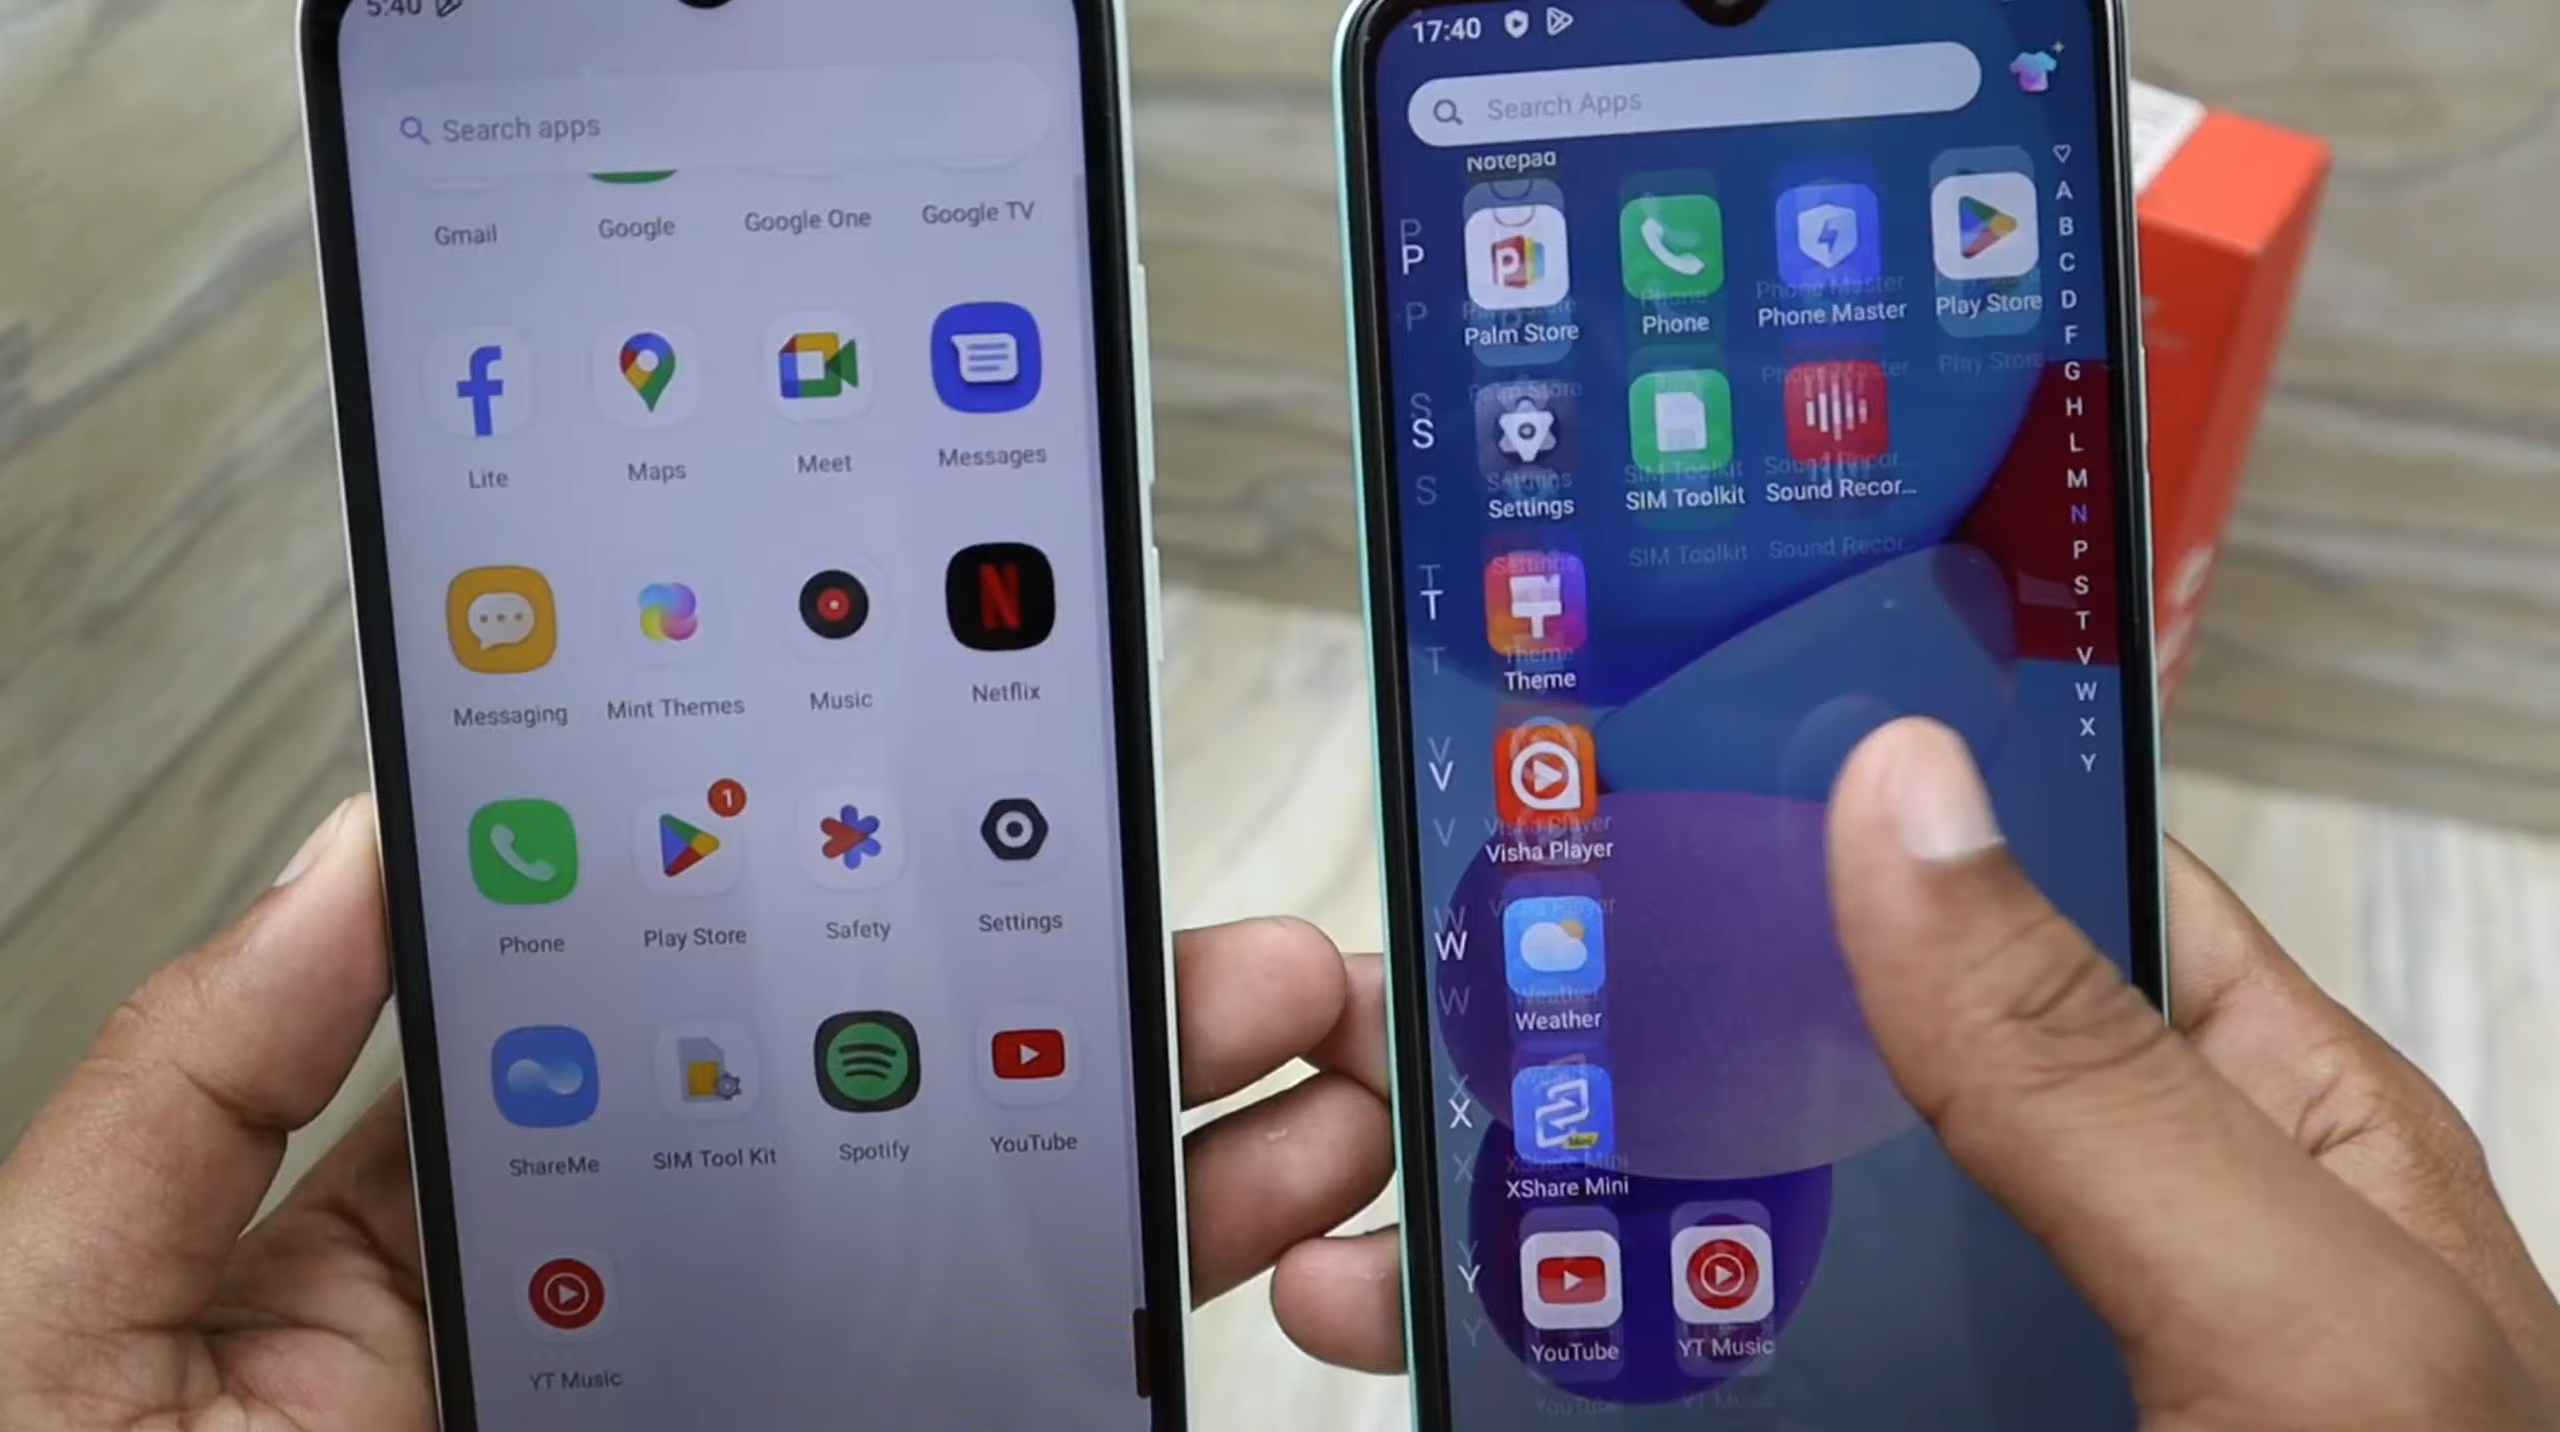 5:40
Search apps
Gmail
Google
Google One
Google TV
Lite
Maps
Meet
Messages
Messaging
Mint Themes
Music
Netflix
1
Phone
Play Store
Safety
Settings
ShareMe
SIM Tool Kit
Spotify
YouTube
YT Music
17:40
Search Apps
Notepad
P
Palm Store
Phone
Phone Master
Play Store
S
Settings
SIM Toolkit
Sound Recor...
T
Theme
V
Visha Player
W
Weather
X
XShare Mini
Y
YouTube
YT Music
A
B
C
D
F
G
H
L
M
N
P
S
T
V
W
X
Y